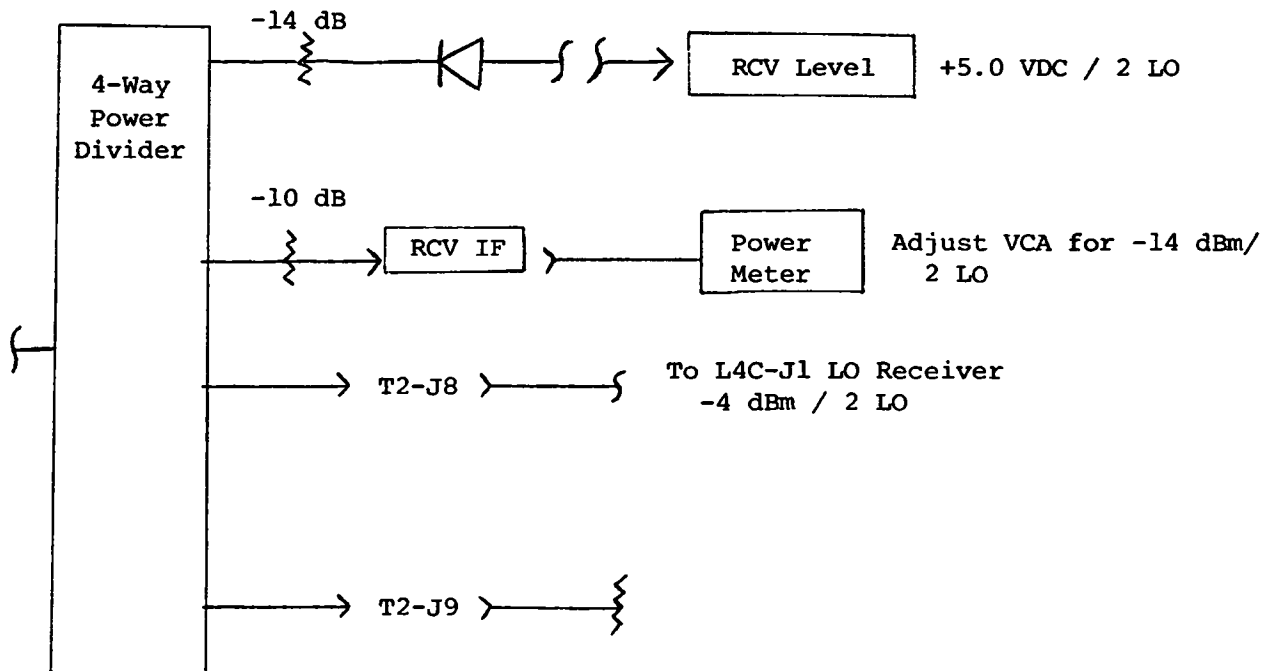 -14 dB
4-Way
Power
Divider
RCV Level
+5.0 VDC / 2 LO
-10 dB
RCV IF
Power
Meter
Adjust VCA for -14 dBm/
2 LO
T2-J8
To L4C-J1 LO Receiver
-4 dBm / 2 LO
T2-J9